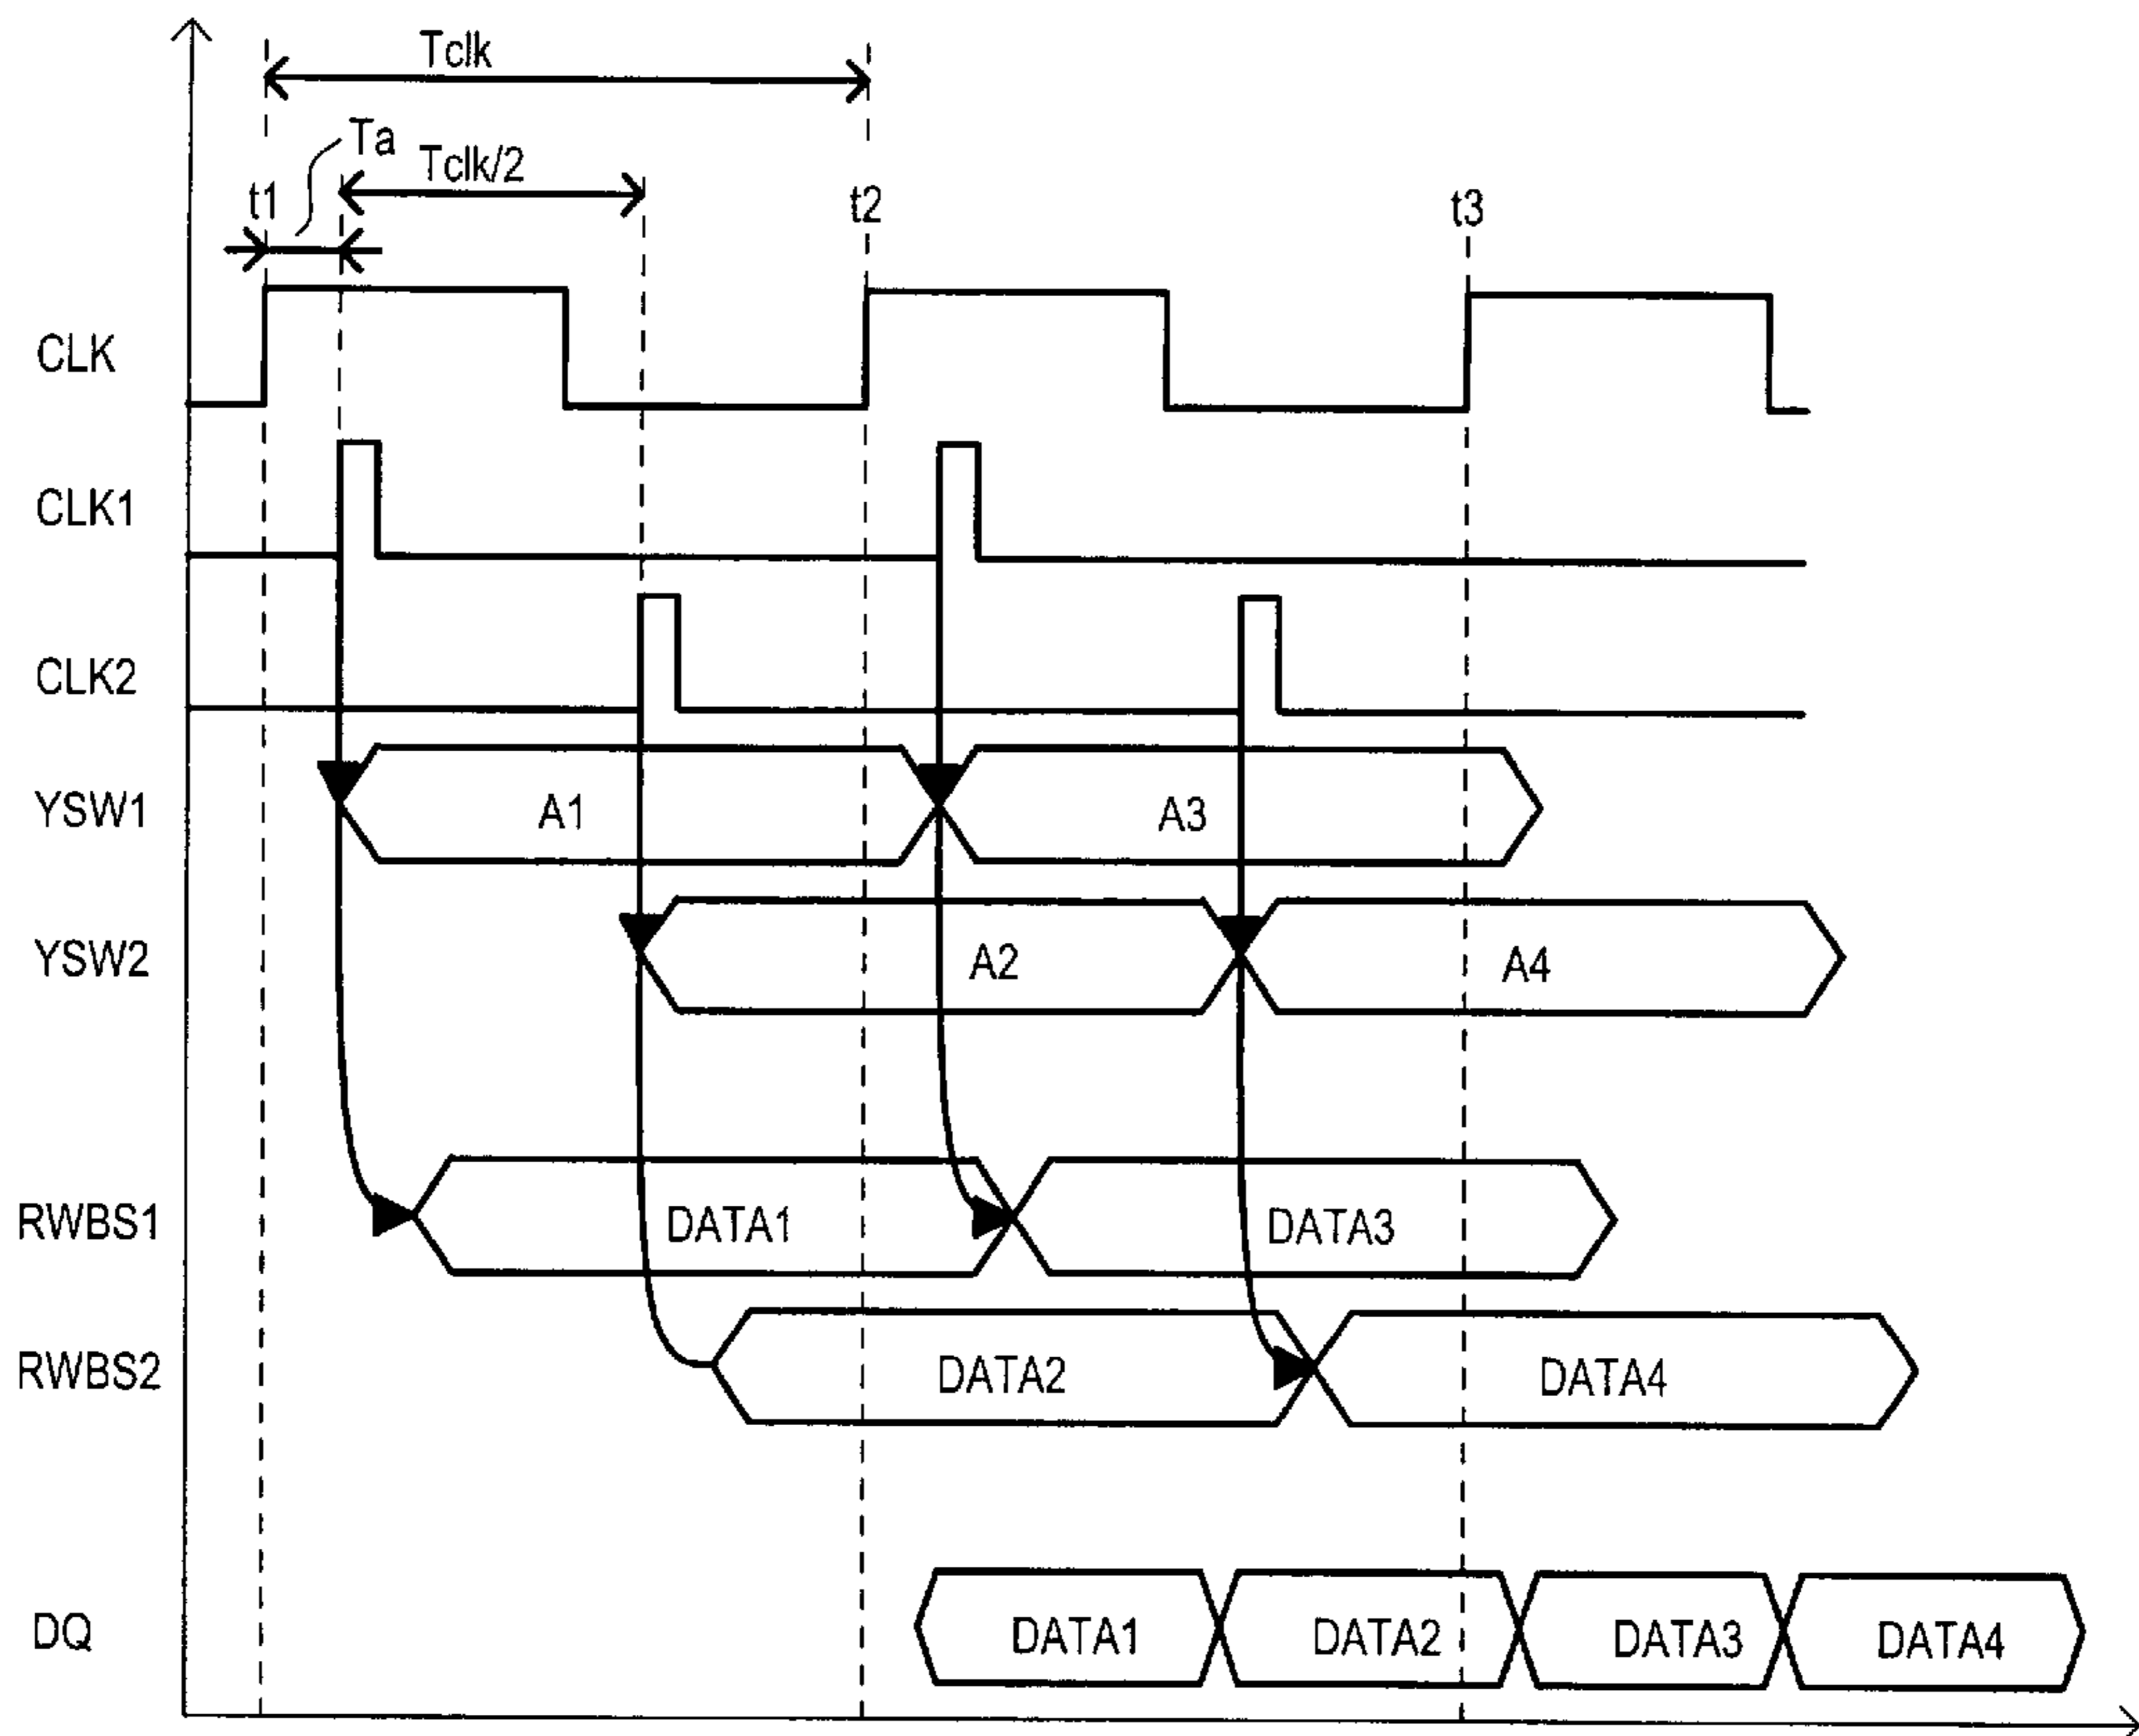 Tclk
Ta
Tclk/2
t1
t2
t3
CLK
CLK1
CLK2
YSW1
A1
A3
YSW2
A2
A4
RWBS1
DATA1
DATA3
RWBS2
DATA2
DATA4
DQ
DATA1
DATA2
DATA3
DATA4